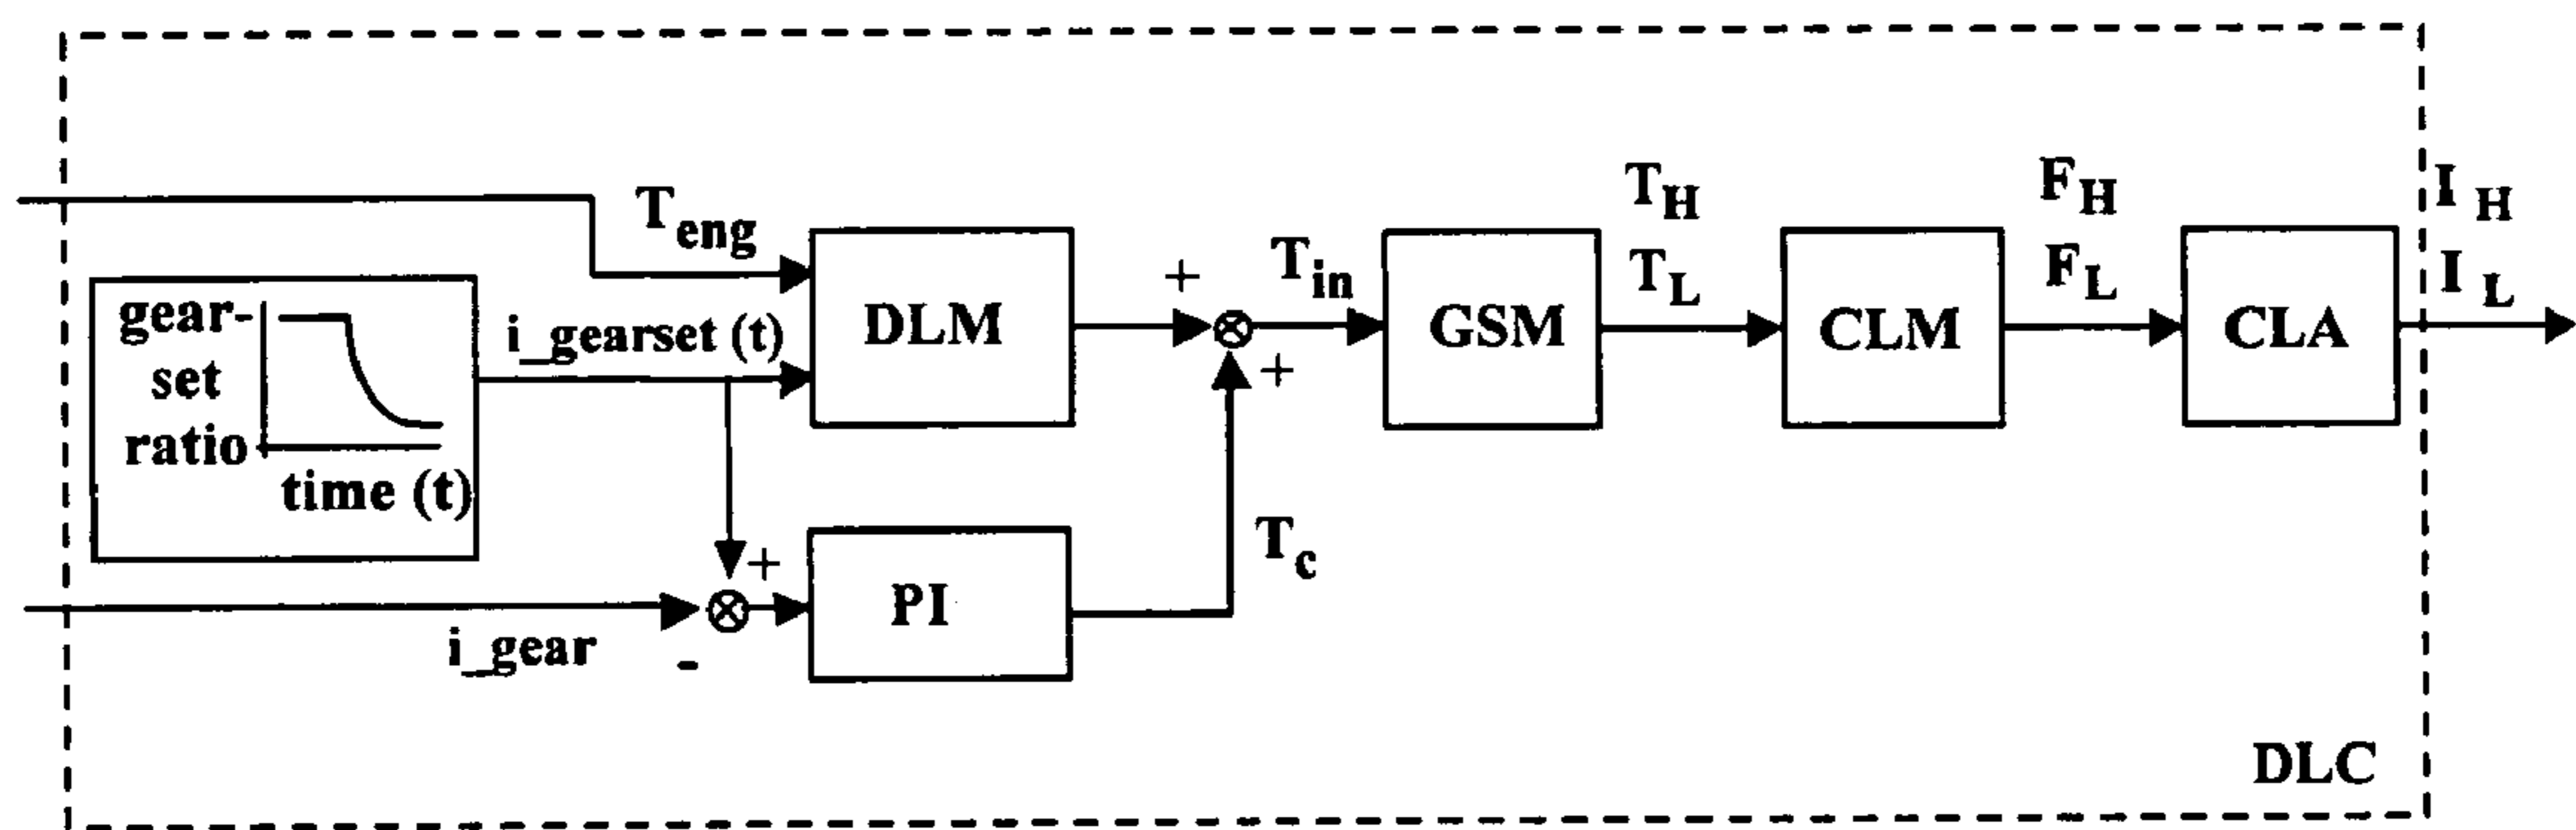 T_eng
gear-
set
ratio
time (t)
i_gearset (t)
DLM
+
+
T_in
GSM
T_H
T_L
CLM
F_H
F_L
CLA
I_H
I_L
i_gear
-
+
PI
T_c
DLC